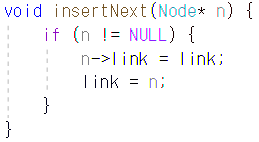 void insertNext(Node* n) {
if (n != NULL) {
n->link = link;
link = n;
}
}